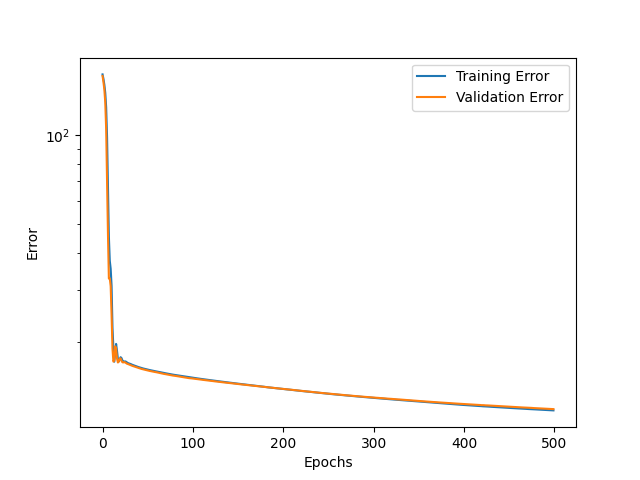 Training Error
Validation Error
10²
Error
0 100 200 300 400 500
Epochs